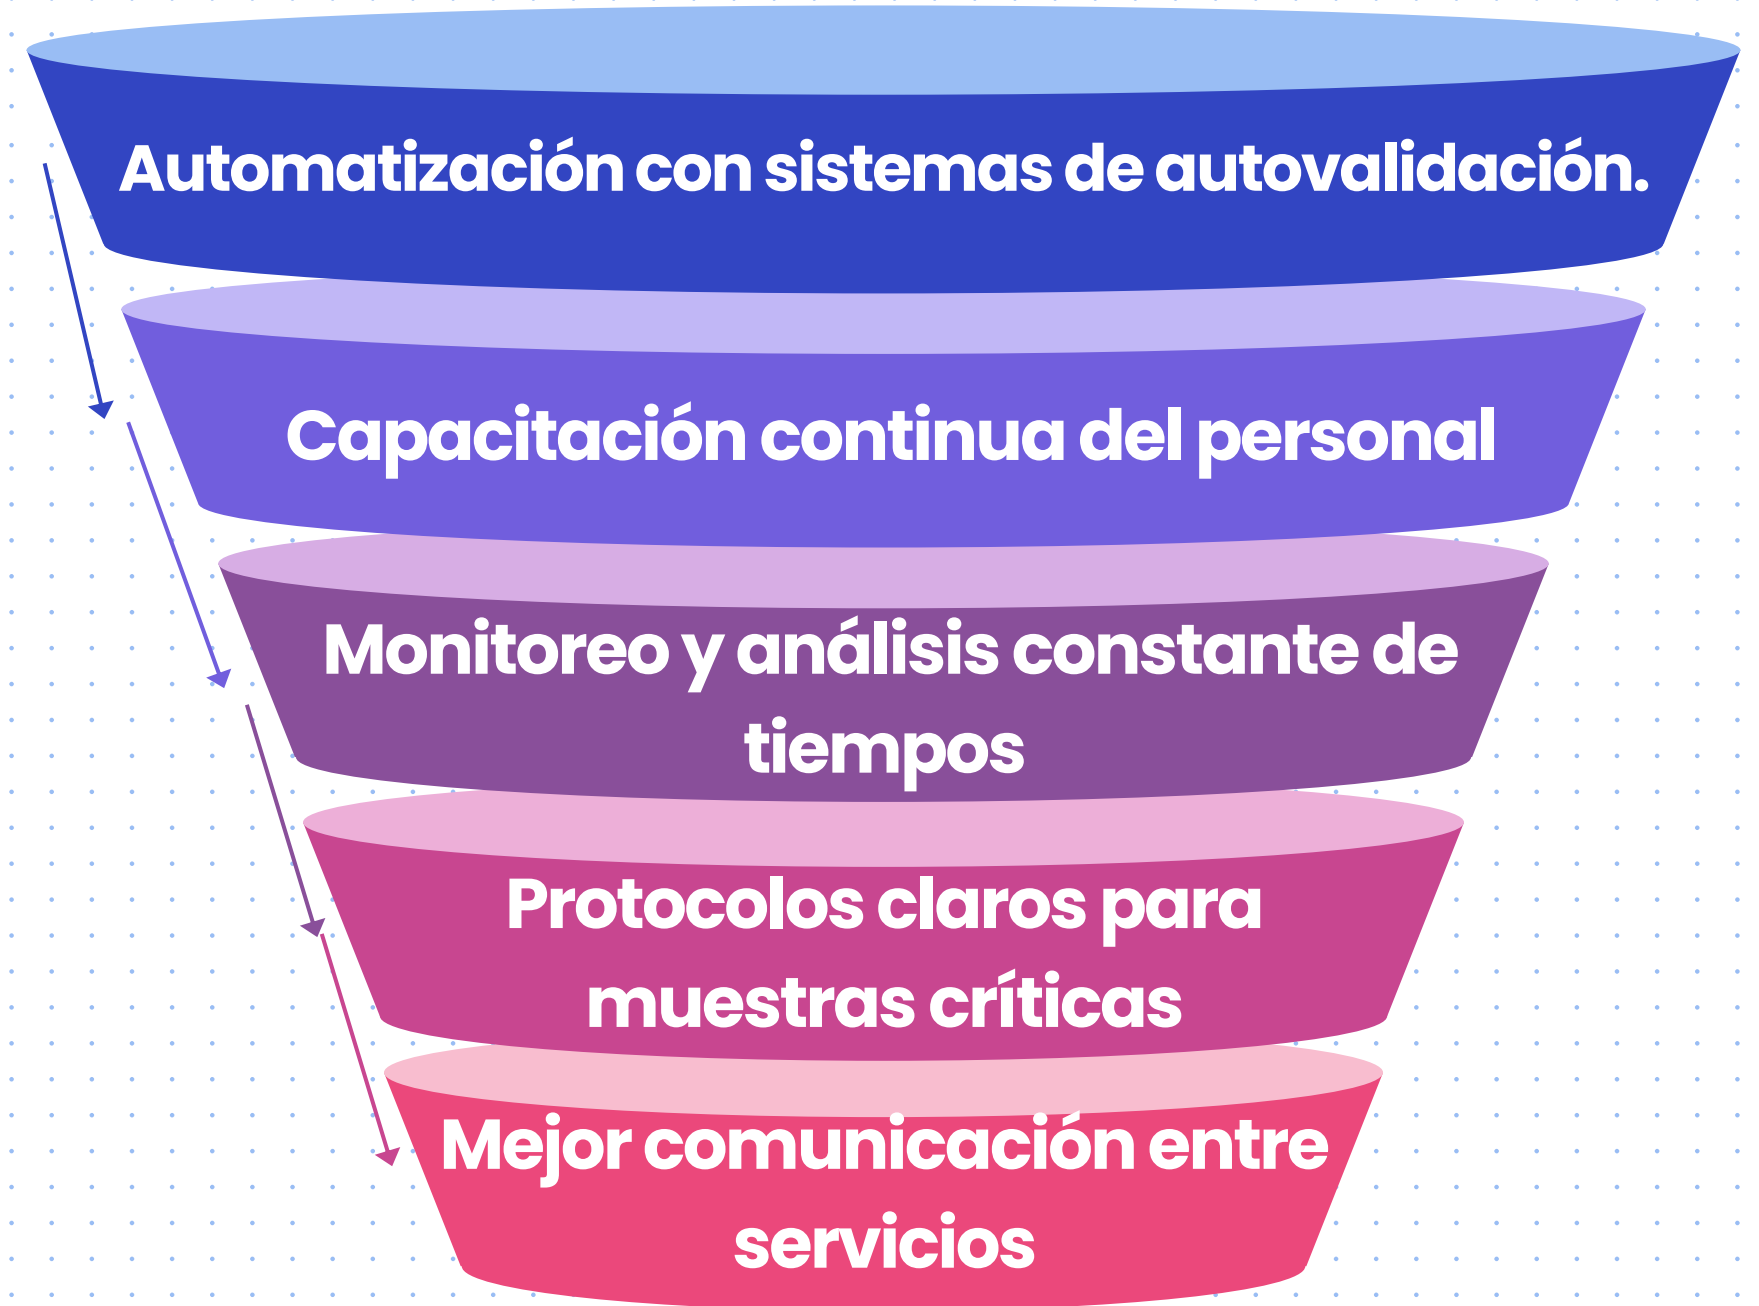 Automatización con sistemas de autovalidación.
Capacitación continua del personal
Monitoreo y análisis constante de
tiempos
Protocolos claros para
muestras críticas
Mejor comunicación entre
servicios